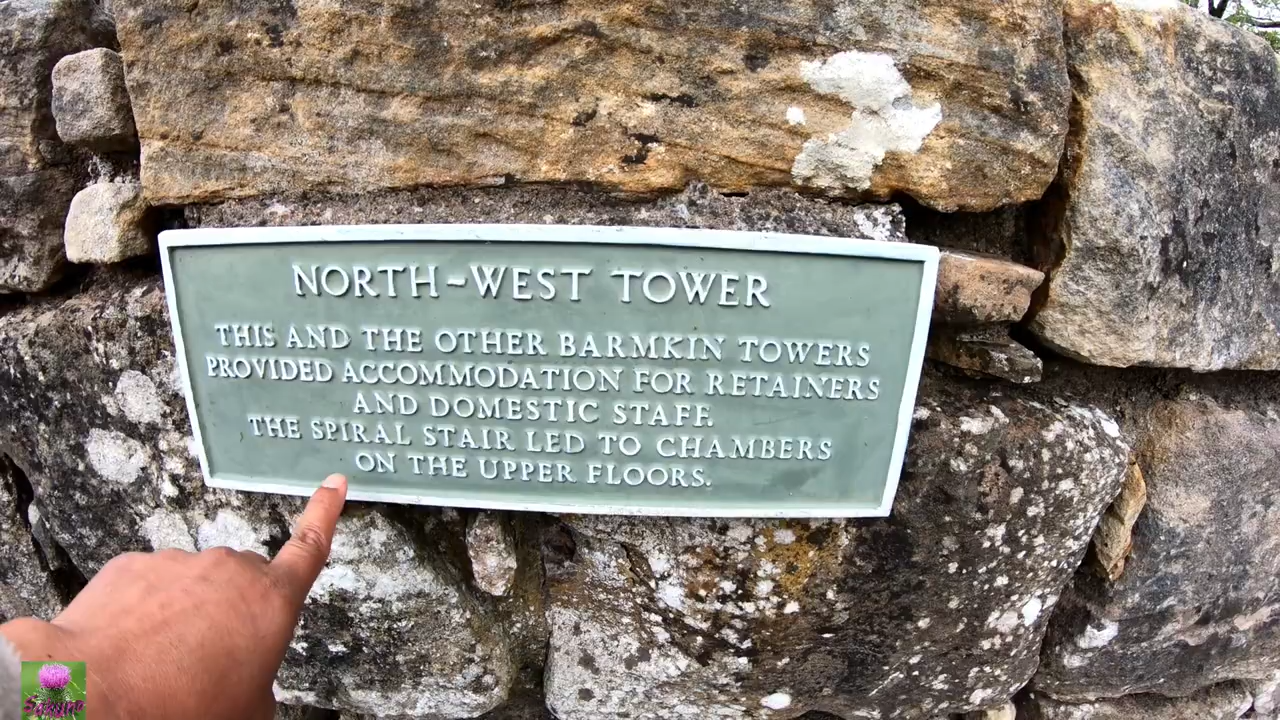 NORTH-WEST TOWER
THIS AND THE OTHER BARMKIN TOWERS
PROVIDED ACCOMMODATION FOR RETAINERS
AND DOMESTIC STAFF.
THE SPIRAL STAIR LED TO CHAMBERS
ON THE UPPER FLOORS.